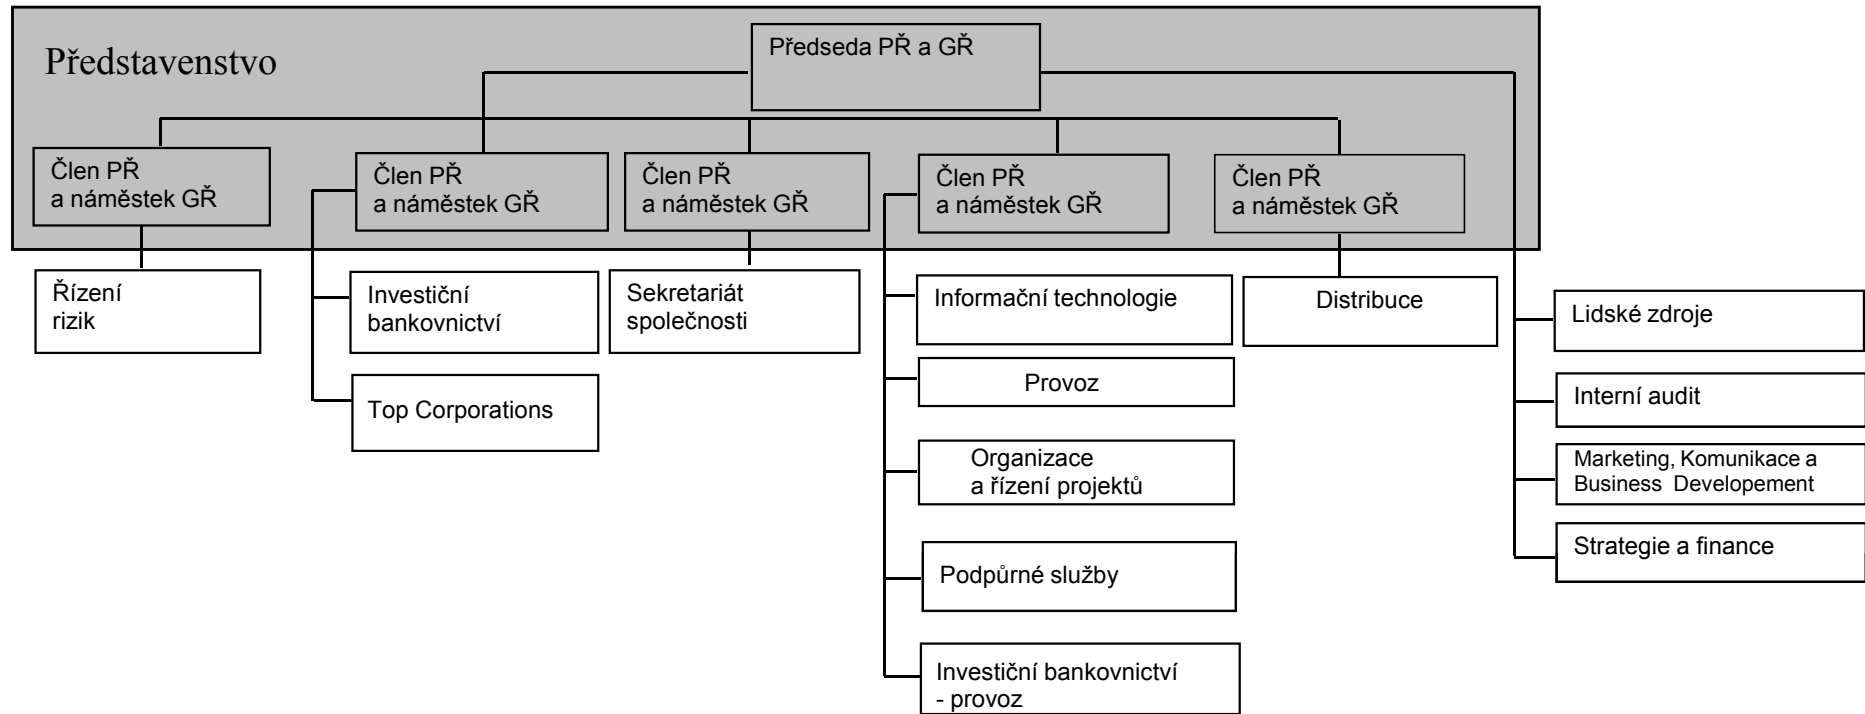 Představenstvo
Předseda PŘ a GŘ
Člen PŘ
a náměstek GŘ
Člen PŘ
a náměstek GŘ
Člen PŘ
a náměstek GŘ
Člen PŘ
a náměstek GŘ
Člen PŘ
a náměstek GŘ
Řízení
rizik
Investiční
bankovnictví
Top Corporations
Sekretariát
společnosti
Informační technologie
Provoz
Organizace
a řízení projektů
Podpůrné služby
Investiční bankovnictví
- provoz
Distribuce
Lidské zdroje
Interní audit
Marketing, Komunikace a
Business Developement
Strategie a finance